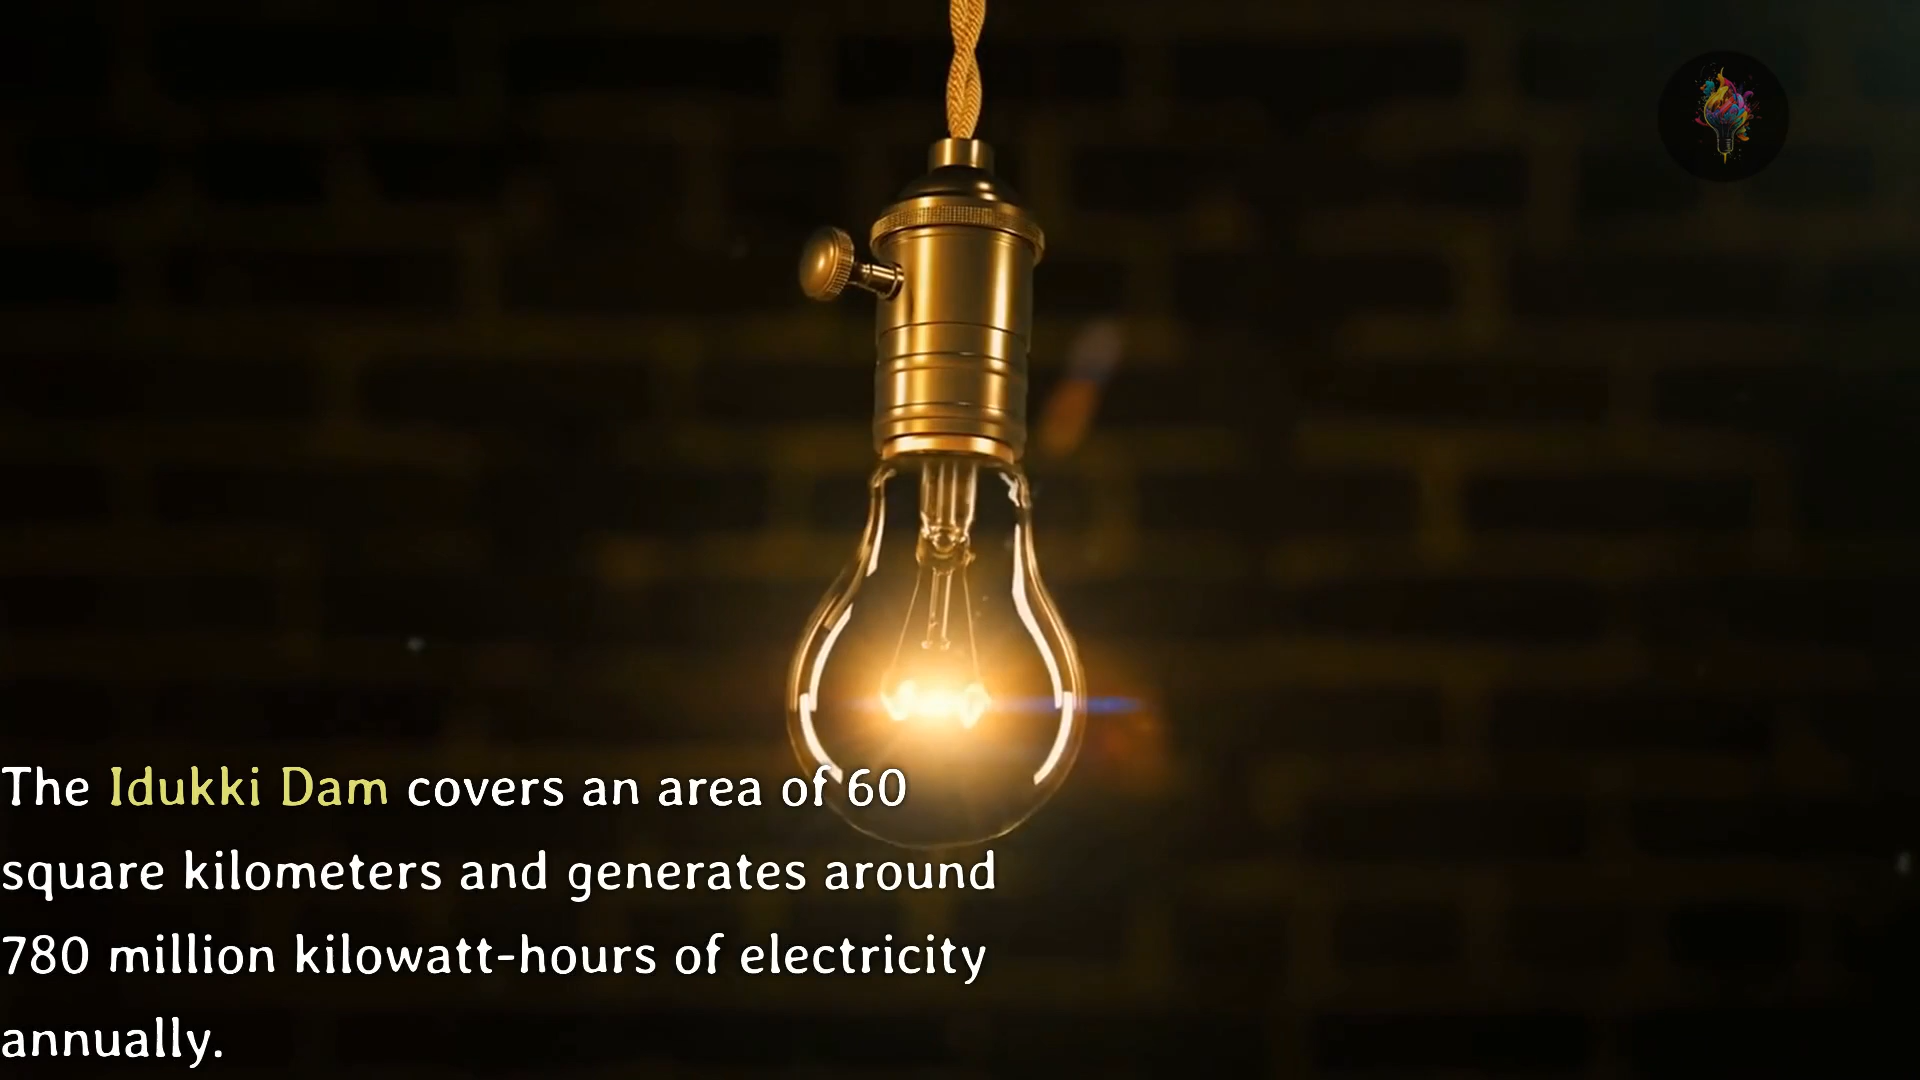 The Idukki Dam covers an area of 60
square kilometers and generates around
780 million kilowatt-hours of electricity
annually.